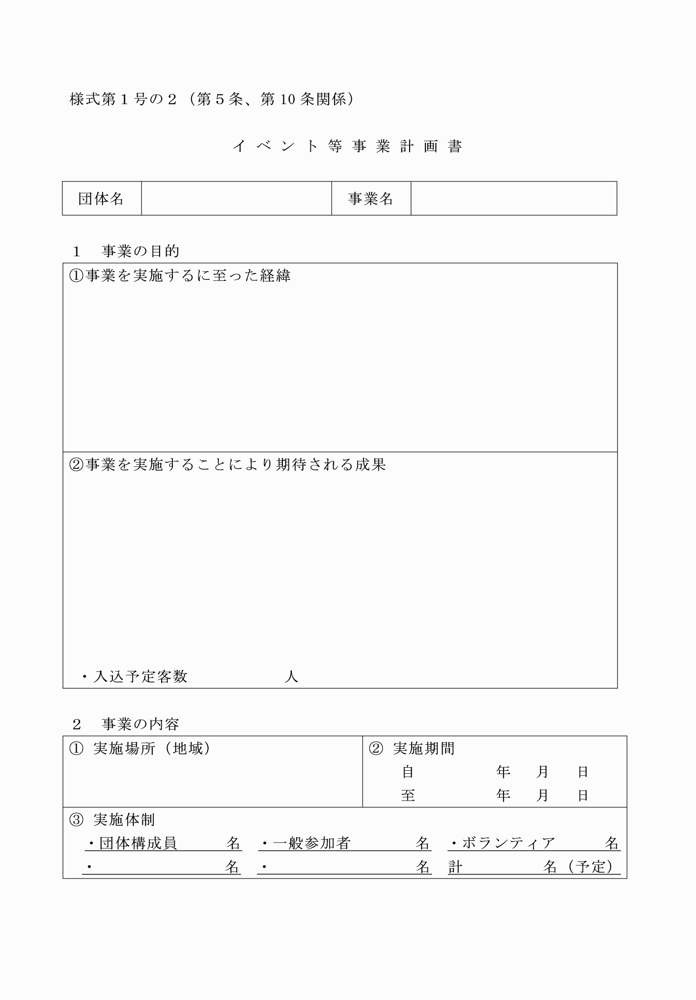 様式第１号の２（第５条、第 10 条関係）
イベント等事業計画書
団体名　事業名
１　事業の目的
①事業を実施するに至った経緯
②事業を実施することにより期待される成果
・入込予定客数　　　　　　人
２　事業の内容
① 実施場所（地域）
② 実施期間
自　　　　　年　　月　　日
至　　　　　年　　月　　日
③ 実施体制
・団体構成員　　　名　・一般参加者　　　　名　・ボランティア　　　名
・　　　　　　　　名　・　　　　　　　　　名　計　　　　　名（予定）